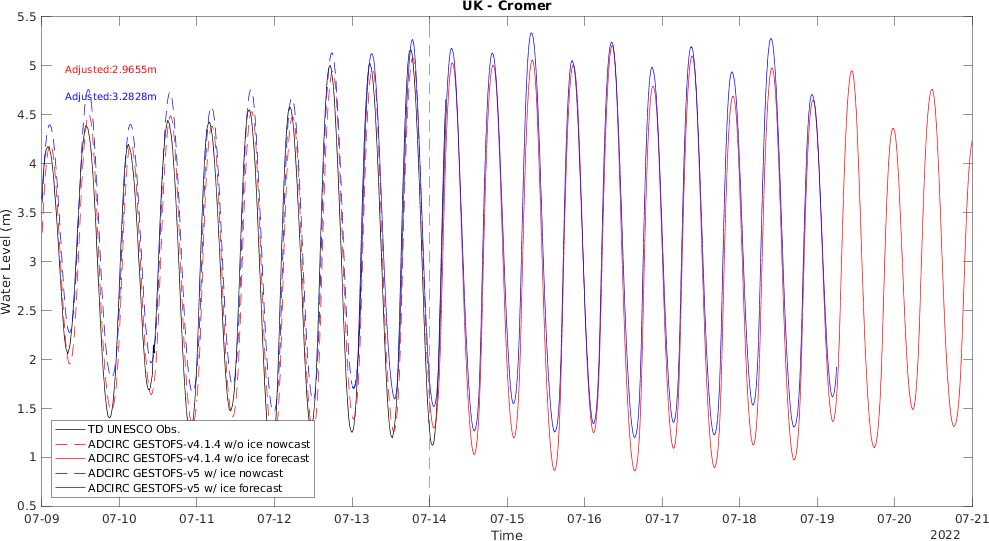 UK - Cromer
5.5
5
4.5
4
3.5
3
2.5
2
1.5
1
0.5
Water Level (m)
Adjusted:2.9655m
Adjusted:3.2828m
TD UNESCO Obs.
ADCIRC GESTOFS-v4.1.4 w/o ice nowcast
ADCIRC GESTOFS-v4.1.4 w/o ice forecast
ADCIRC GESTOFS-v5 w/ ice nowcast
ADCIRC GESTOFS-v5 w/ ice forecast
07-09 07-10 07-11 07-12 07-13 07-14 07-15 07-16 07-17 07-18 07-19 07-20 07-21
Time
2022